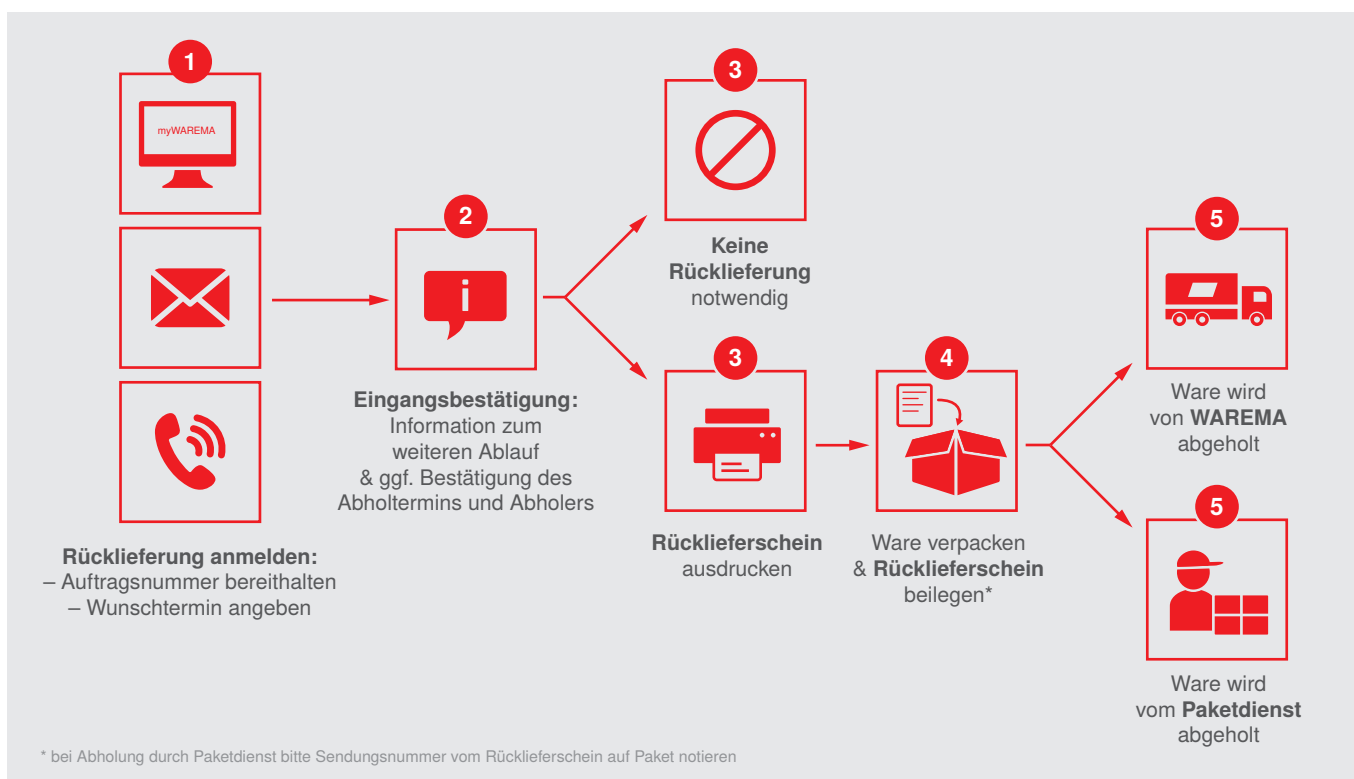 1
myWAREMA
Rücklieferung anmelden:
– Auftragsnummer bereithalten
– Wunschtermin angeben
2
i
Eingangsbestätigung:
Information zum
weiteren Ablauf
& ggf. Bestätigung des
Abholtermins und Abholers
3
Keine
Rücklieferung
notwendig
3
Rücklieferschein
ausdrucken
4
Ware verpacken
& Rücklieferschein
beilegen*
5
Ware wird
von WAREMA
abgeholt
5
Ware wird
vom Paketdienst
abgeholt
* bei Abholung durch Paketdienst bitte Sendungsnummer vom Rücklieferschein auf Paket notieren